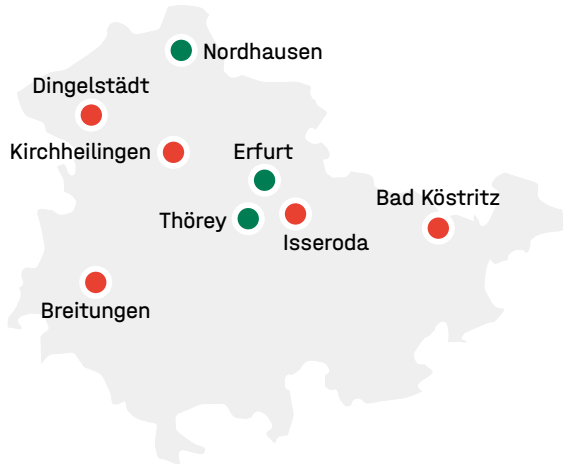 Nordhausen
Dingelstädt
Kirchheilingen
Erfurt
Bad Köstritz
Thörey
Isseroda
Breitungen